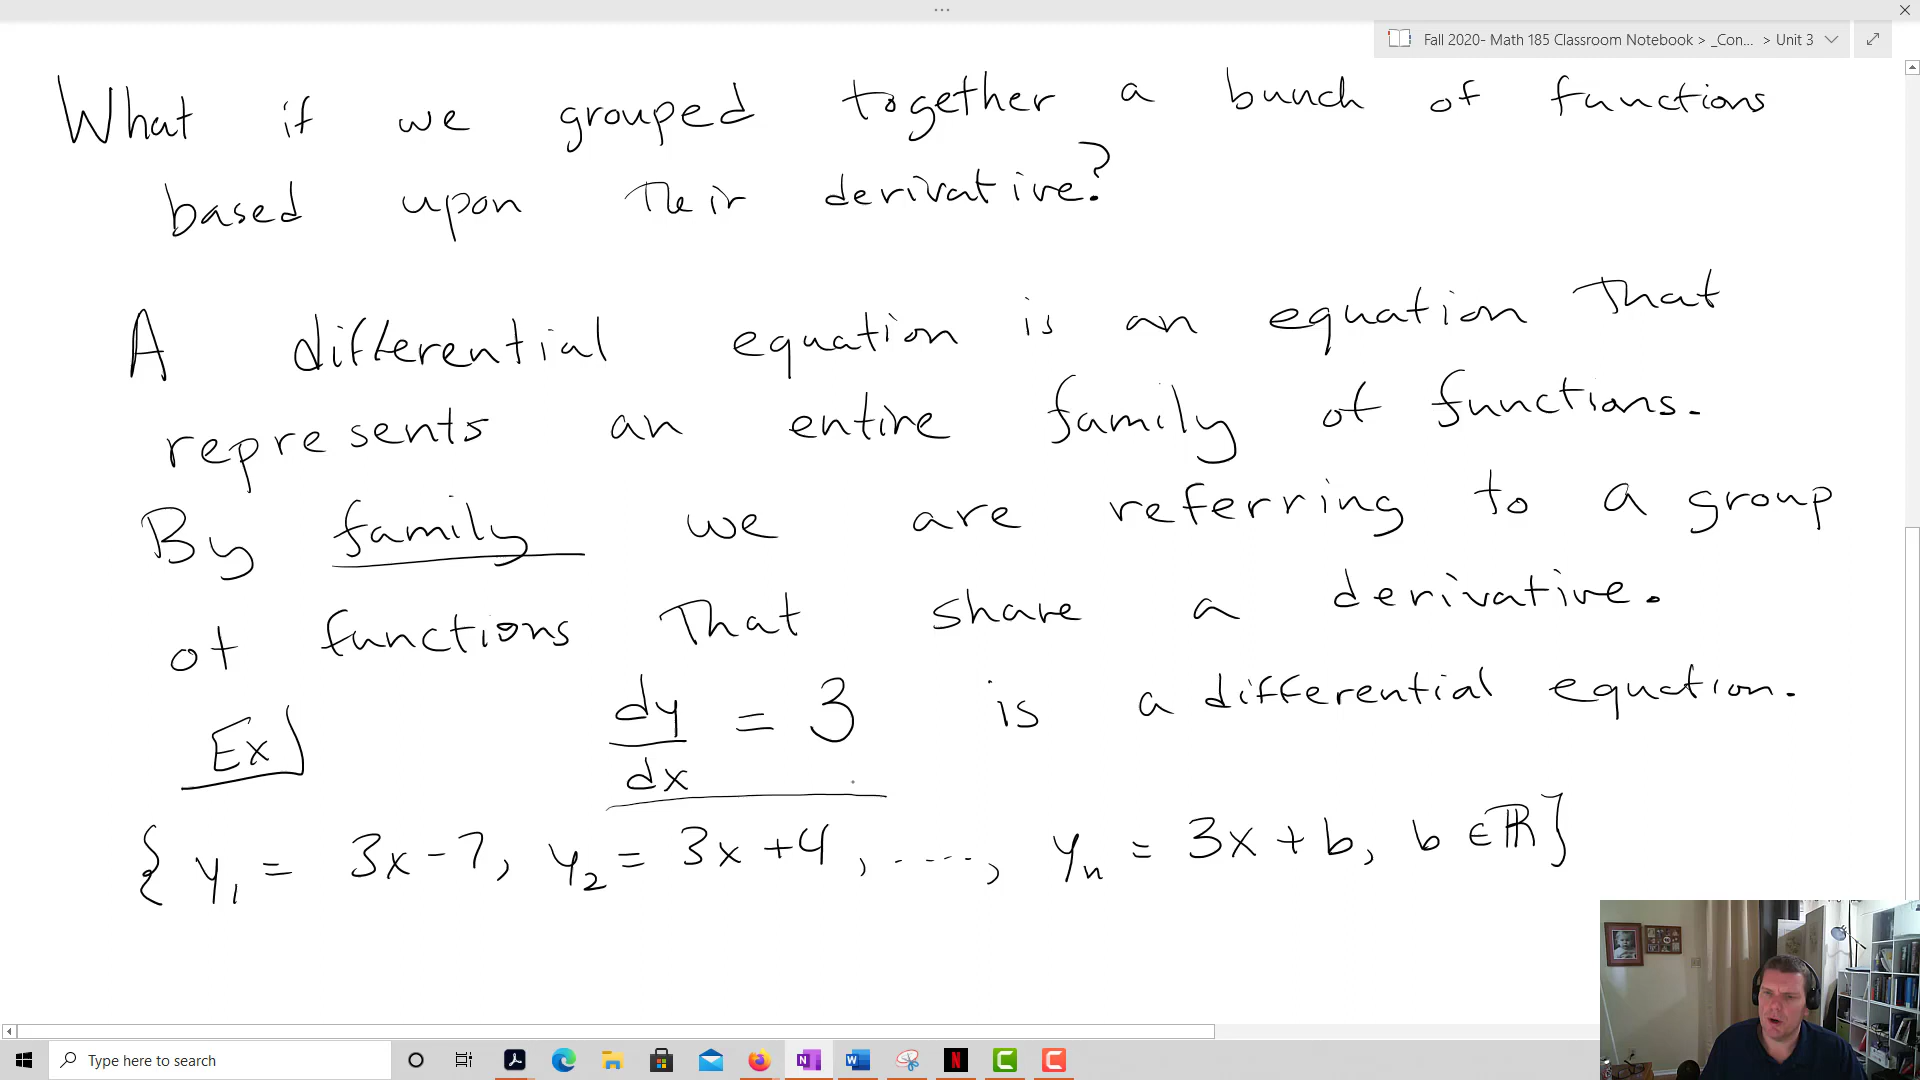 Fall 2020- Math 185 Classroom Notebook > _Con... > Unit 3
What if we grouped together a bunch of functions
based upon their derivative?
A differential equation is an equation that
represents an entire family of functions.
By family we are referring to a group
of functions that share a derivative.
Ex) dy/dx = 3 is a differential equation.
{ y₁ = 3x-7, y₂ = 3x+4, ...., yₙ = 3x+b, b ∈ ℝ }
Type here to search